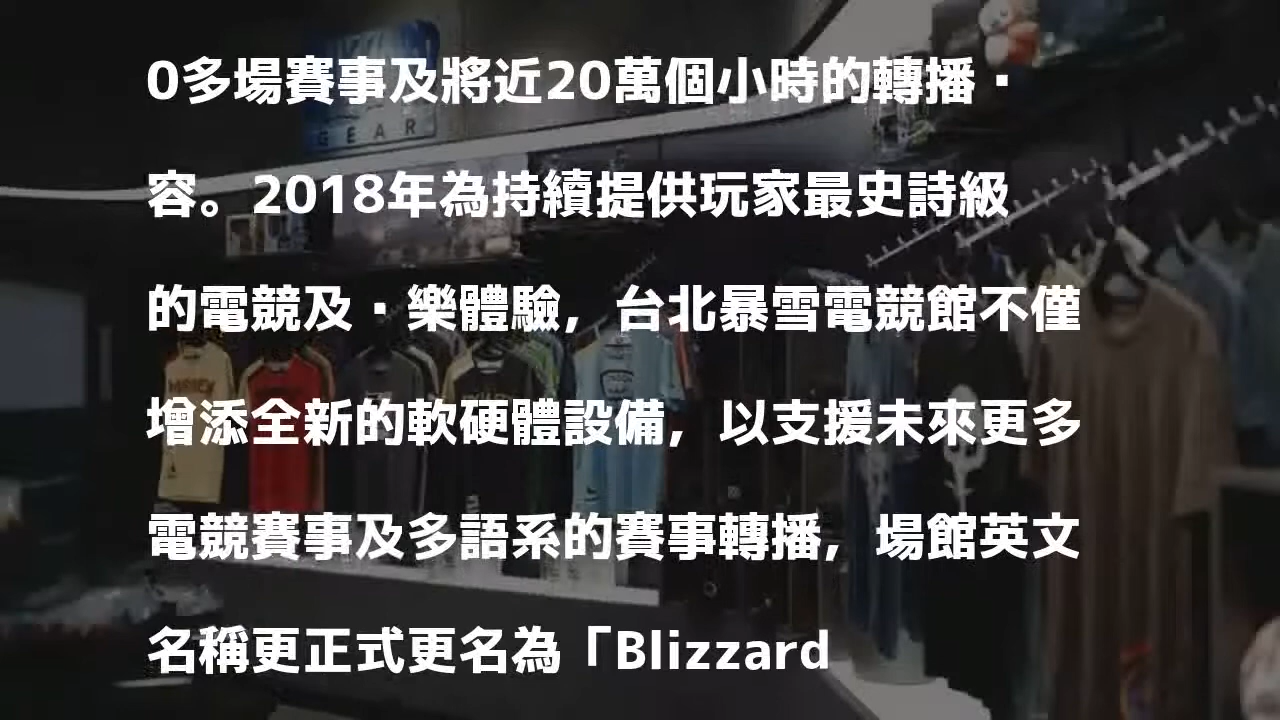 0多場賽事及將近20萬個小時的轉播·
容。2018年為持續提供玩家最史詩級
的電競及·樂體驗，台北暴雪電競館不僅
增添全新的軟硬體設備，以支援未來更多
電競賽事及多語系的賽事轉播，場館英文
名稱更正式更名為「Blizzard
GEAR